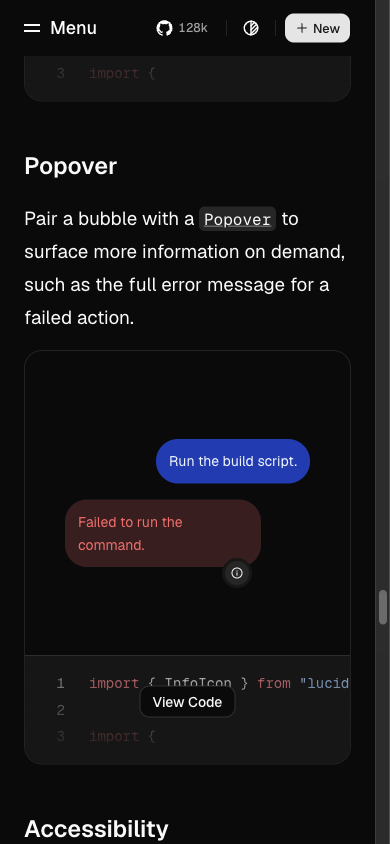 Menu
128k
+ New
3 import {
Popover
Pair a bubble with a Popover to
surface more information on demand,
such as the full error message for a
failed action.
Run the build script.
Failed to run the
command.
1 import { InfoIcon } from "lucid
2
View Code
3 import {
Accessibility